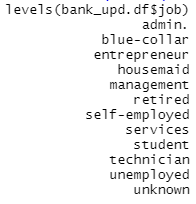 levels(bank_upd.df$job)
admin.
blue-collar
entrepreneur
housemaid
management
retired
self-employed
services
student
technician
unemployed
unknown